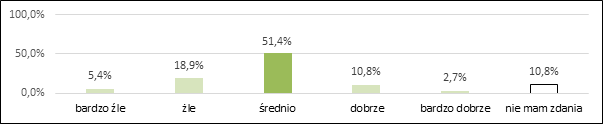 100,0%
50,0%
0,0%
5,4%
18,9%
51,4%
10,8%
2,7%
10,8%
bardzo źle
źle
średnio
dobrze
bardzo dobrze
nie mam zdania